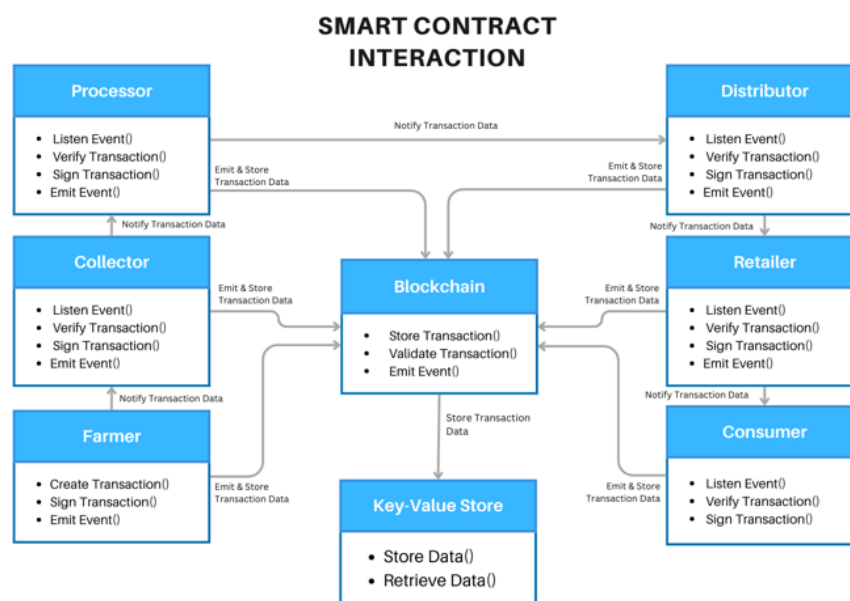 SMART CONTRACT
INTERACTION
Processor
• Listen Event()
• Verify Transaction()
• Sign Transaction()
• Emit Event()
Notify Transaction Data
Distributor
• Listen Event()
• Verify Transaction()
• Sign Transaction()
• Emit Event()
Emit & Store
Transaction Data
Emit & Store
Transaction Data
Notify Transaction Data
Notify Transaction Data
Collector
• Listen Event()
• Verify Transaction()
• Sign Transaction()
• Emit Event()
Emit & Store
Transaction Data
Blockchain
• Store Transaction()
• Validate Transaction()
• Emit Event()
Emit & Store
Transaction Data
Retailer
• Listen Event()
• Verify Transaction()
• Sign Transaction()
• Emit Event()
Notify Transaction Data
Notify Transaction Data
Farmer
• Create Transaction()
• Sign Transaction()
• Emit Event()
Emit & Store
Transaction Data
Store Transaction
Data
Emit & Store
Transaction Data
Consumer
• Listen Event()
• Verify Transaction()
• Sign Transaction()
Key-Value Store
• Store Data()
• Retrieve Data()